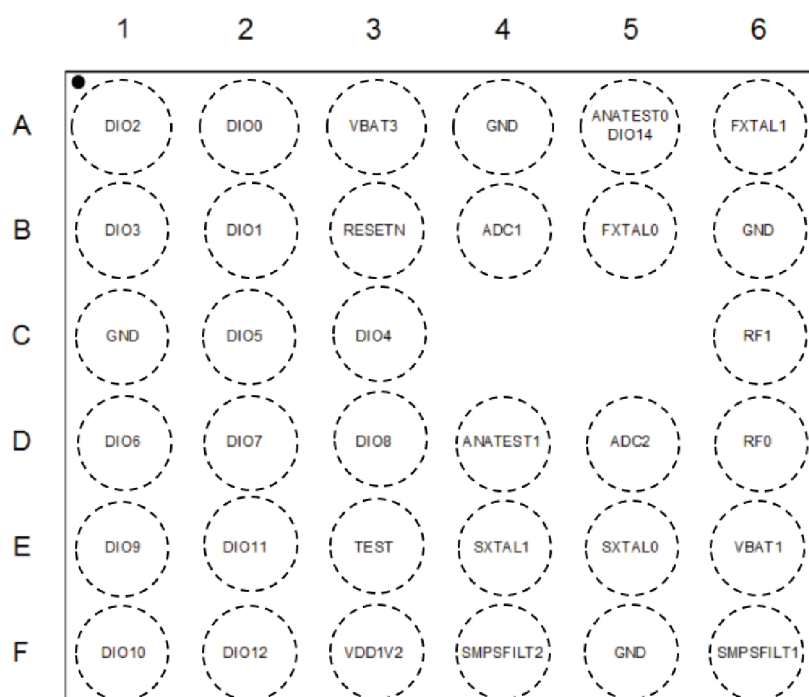 1 2 3 4 5 6
A DIO2 DIO0 VBAT3 GND ANATEST0 FXTAL1
DIO14
B DIO3 DIO1 RESETN ADC1 FXTAL0 GND
C GND DIO5 DIO4 RF1
D DIO6 DIO7 DIO8 ANATEST1 ADC2 RF0
E DIO9 DIO11 TEST SXTAL1 SXTAL0 VBAT1
F DIO10 DIO12 VDD1V2 SMPSFILT2 GND SMPSFILT1